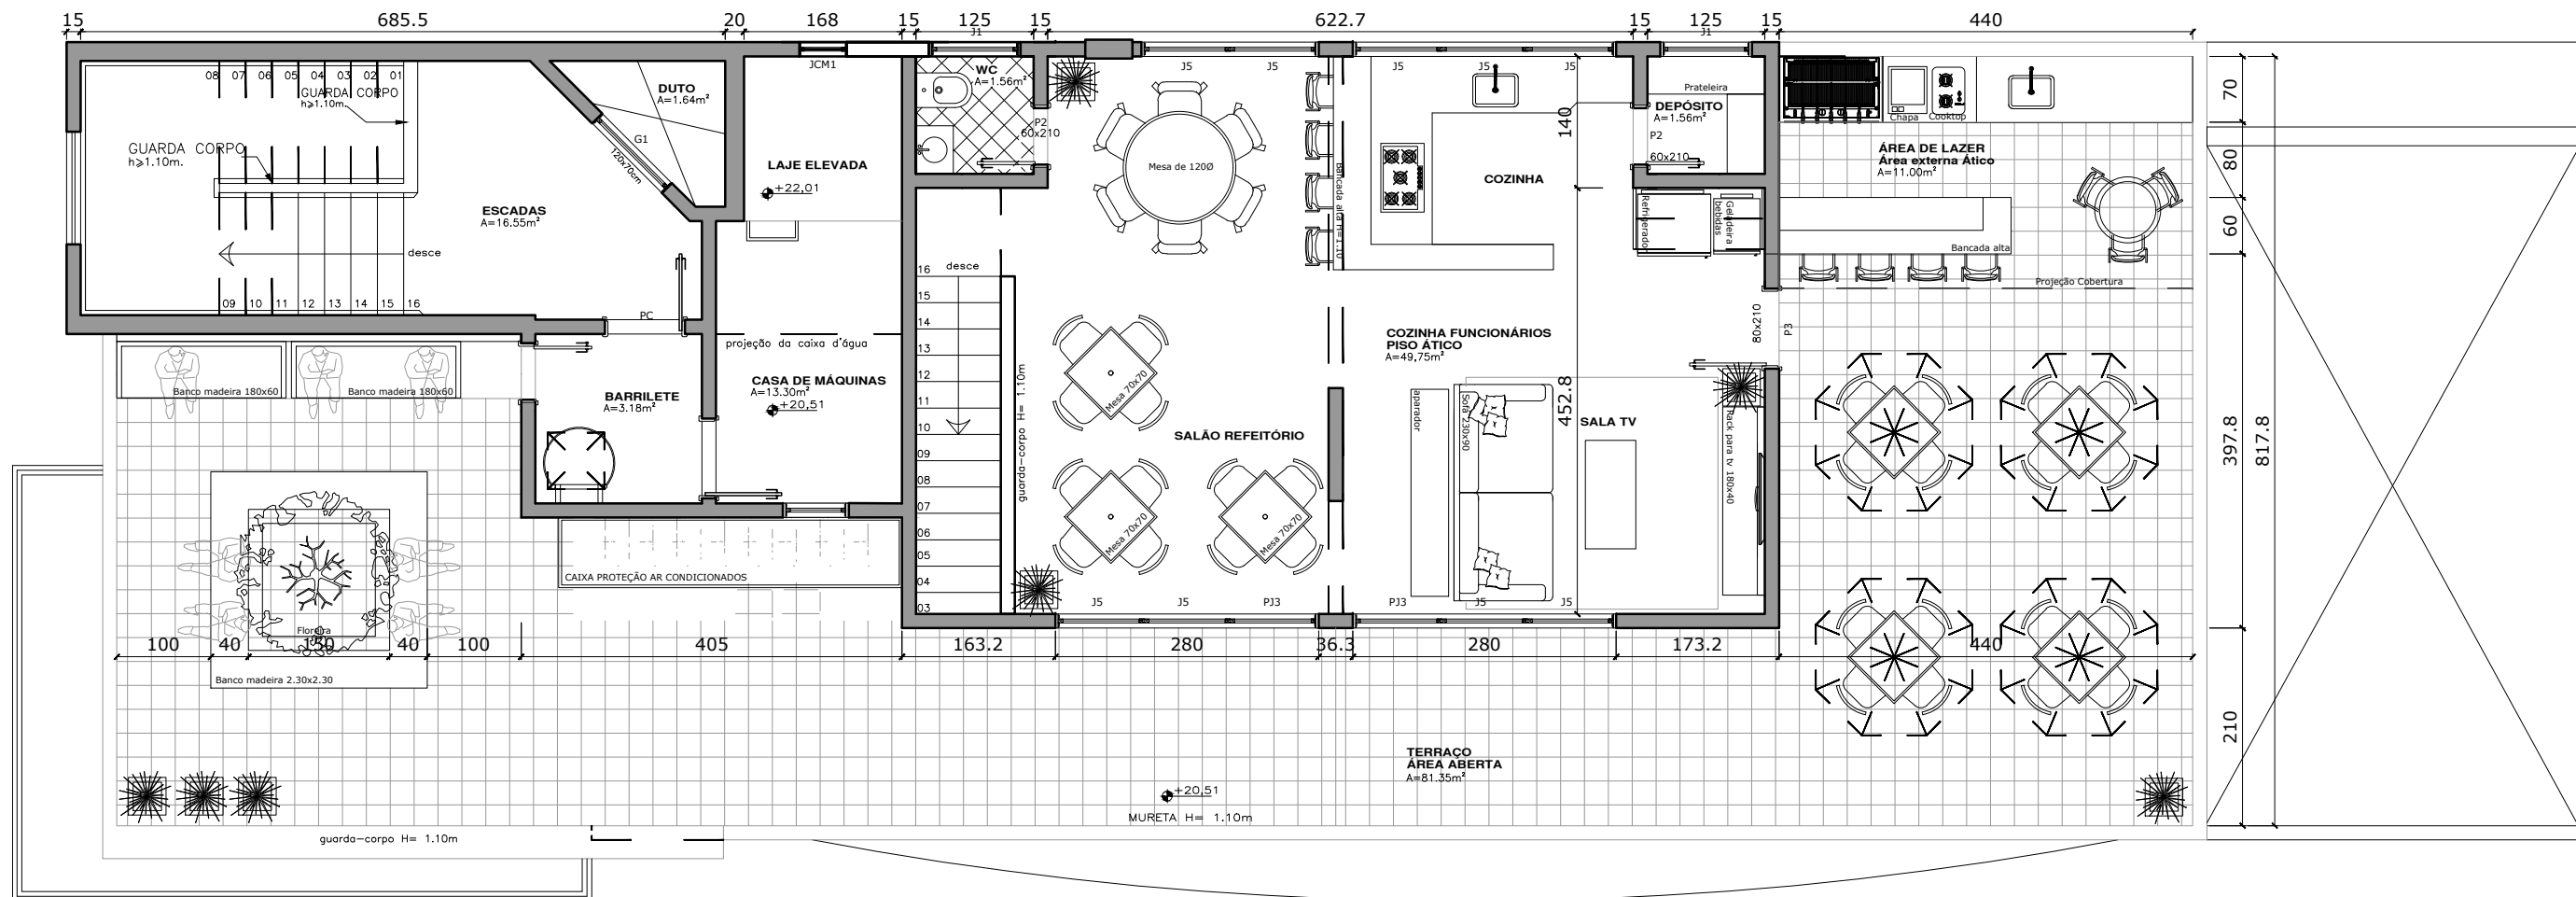 15 685.5 20 168 15 125 15 622.7 15 125 15 440
J1 J1
JCM1
J5 J5 J5 J5 J5
08 07 06 05 04 03 02 01
GUARDA CORPO
h≥1.10m.
GUARDA CORPO
h≥1.10m.
ESCADAS
A=16.55m²
desce
09 10 11 12 13 14 15 16
DUTO
A=1.64m²
G1
120x70cm
PC
LAJE ELEVADA
+22,01
projeção da caixa d'água
CASA DE MÁQUINAS
A=13.30m²
+20,51
BARRILETE
A=3.18m²
WC
A=1.56m²
P2
60x210
Mesa de 120Ø
Bancada alta H=1.10
COZINHA
140
Prateleira
DEPÓSITO
A=1.56m²
P2
60x210
Refrigerador
Geladeira
bebidas
Chapa
Cooktop
ÁREA DE LAZER
Área externa Ático
A=11.00m²
Bancada alta
Projeção Cobertura
70
80
60
397.8
817.8
210
80x210
P3
desce
16
15
14
13
12
11
10
09
08
07
06
05
04
03
guarda-corpo H= 1.10m
Mesa 70x70
Mesa 70x70
Mesa 70x70
SALÃO REFEITÓRIO
COZINHA FUNCIONÁRIOS
PISO ÁTICO
A=49,75m²
aparador
Sofá 230x90
452.8
SALA TV
Rack para tv 180x40
J5 J5 PJ3 PJ3 J5 J5
Banco madeira 180x60
Banco madeira 180x60
CAIXA PROTEÇÃO AR CONDICIONADOS
Floreira
100 40 150 40 100 405 163.2 280 36.3 280 173.2 440
Banco madeira 2.30x2.30
TERRAÇO
ÁREA ABERTA
A=81.35m²
+20,51
MURETA H= 1.10m
guarda-corpo H= 1.10m